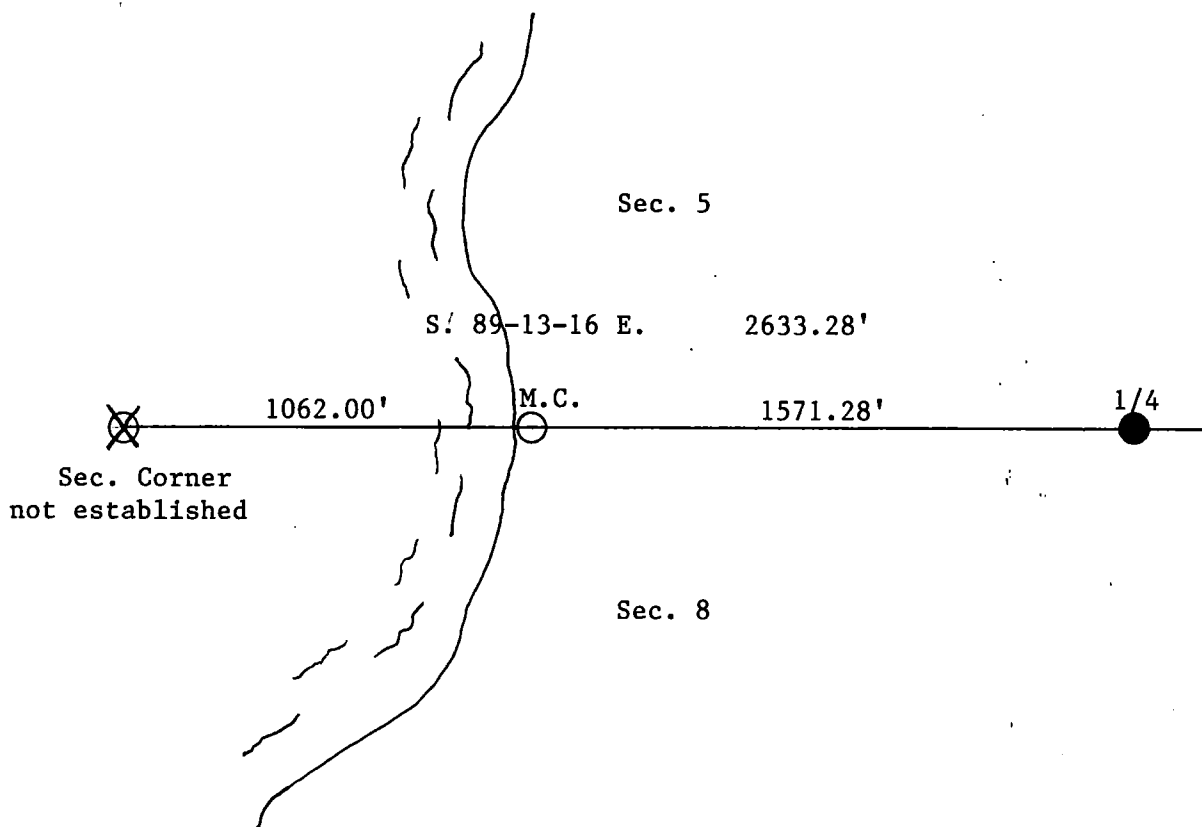 Sec. 5
S. 89-13-16 E. 2633.28'
1062.00'
M.C.
1571.28'
1/4
Sec. Corner
not established
Sec. 8